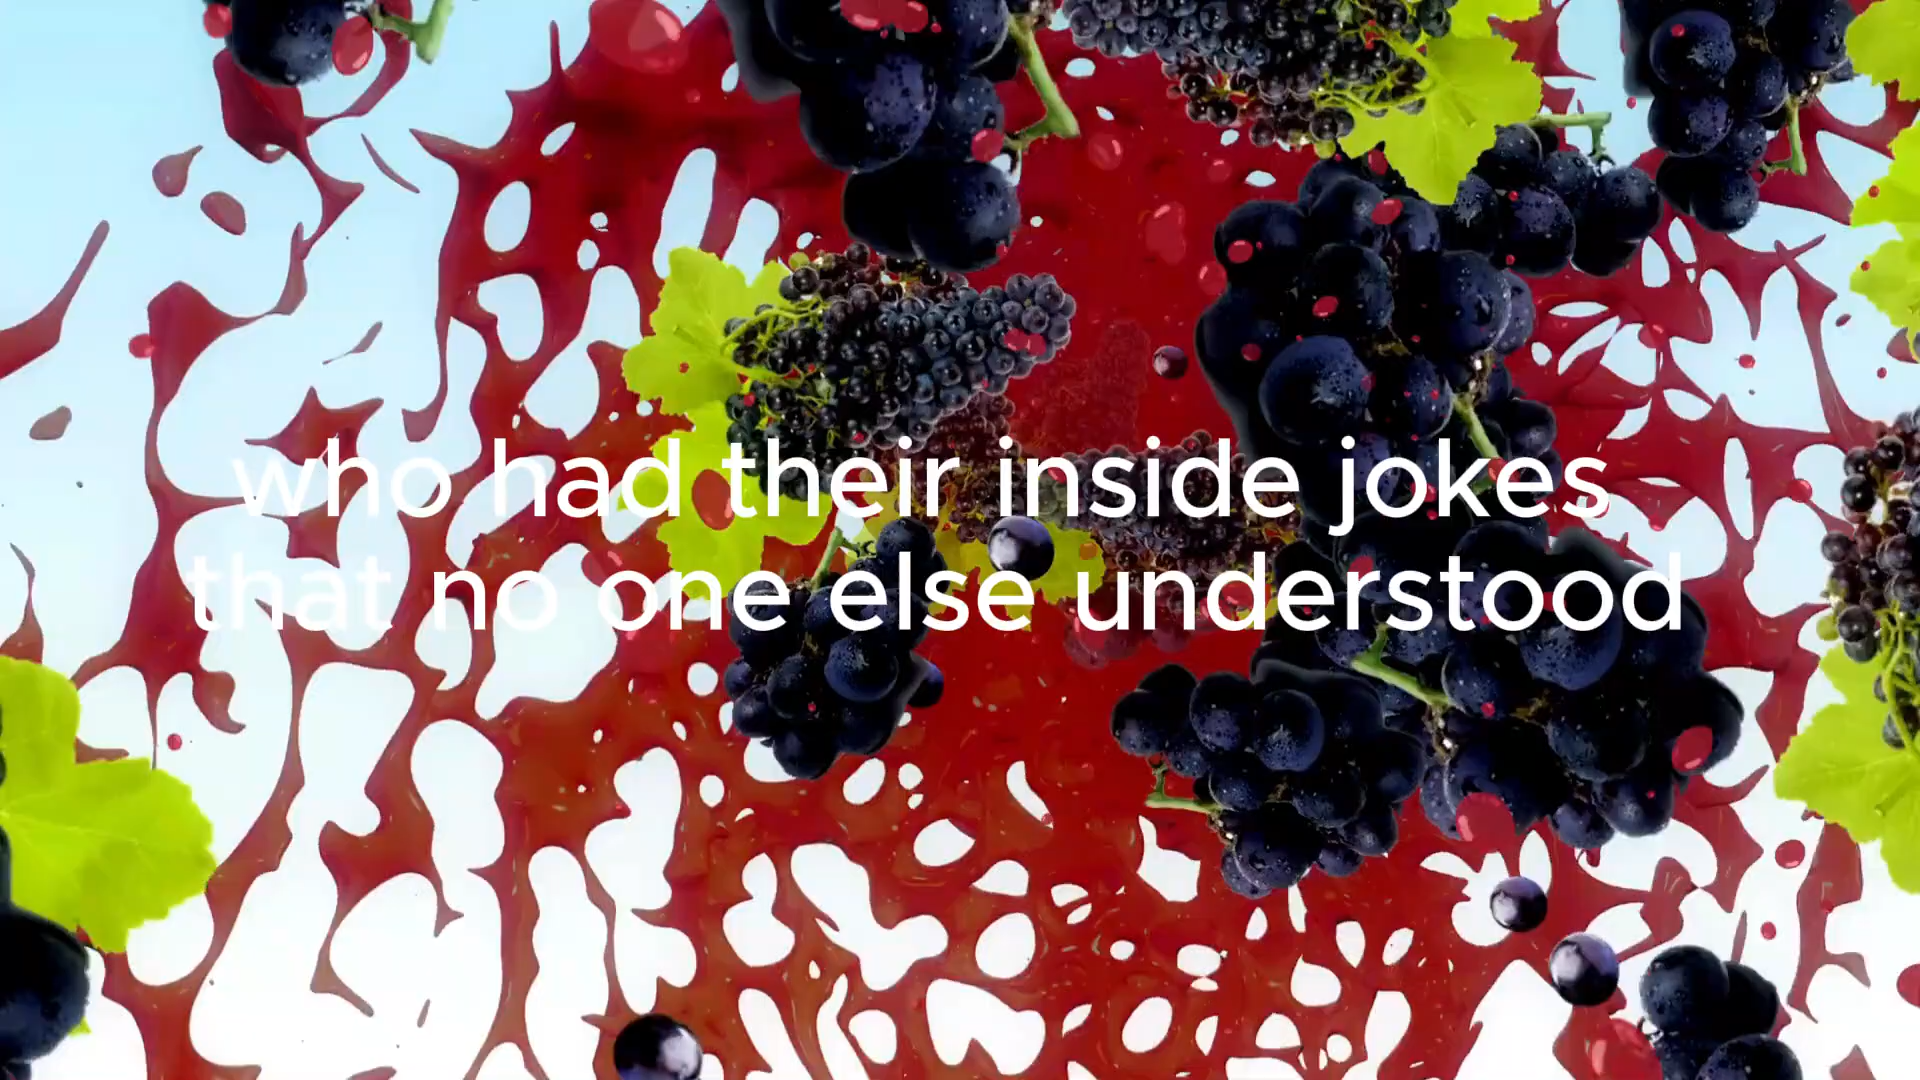 who had their inside jokes
that no one else understood